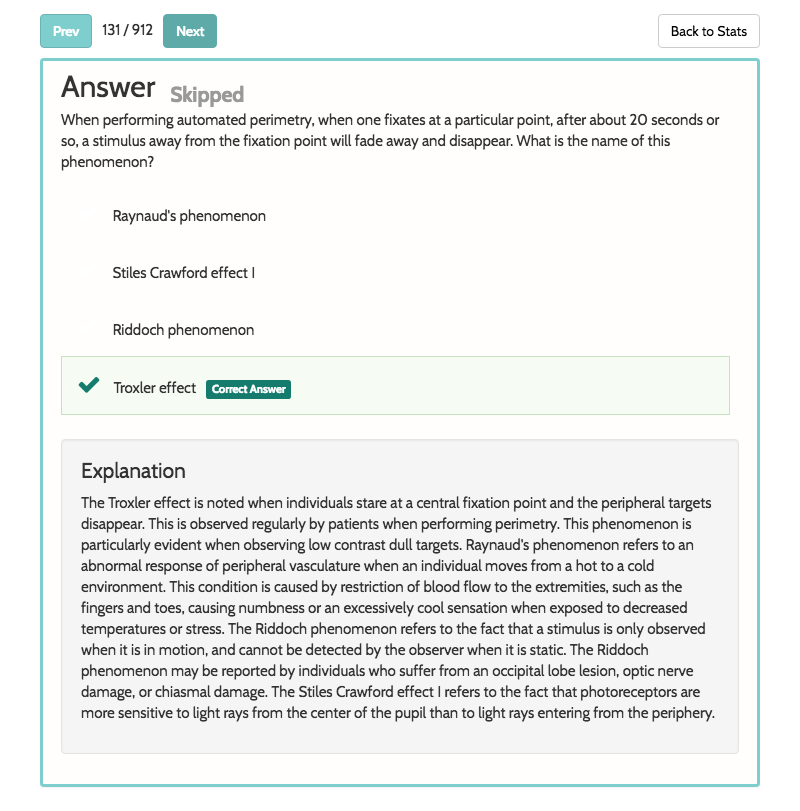 Prev 131 / 912 Next Back to Stats
Answer Skipped
When performing automated perimetry, when one fixates at a particular point, after about 20 seconds or
so, a stimulus away from the fixation point will fade away and disappear. What is the name of this
phenomenon?
Raynaud's phenomenon
Stiles Crawford effect I
Riddoch phenomenon
Troxler effect Correct Answer
Explanation
The Troxler effect is noted when individuals stare at a central fixation point and the peripheral targets
disappear. This is observed regularly by patients when performing perimetry. This phenomenon is
particularly evident when observing low contrast dull targets. Raynaud's phenomenon refers to an
abnormal response of peripheral vasculature when an individual moves from a hot to a cold
environment. This condition is caused by restriction of blood flow to the extremities, such as the
fingers and toes, causing numbness or an excessively cool sensation when exposed to decreased
temperatures or stress. The Riddoch phenomenon refers to the fact that a stimulus is only observed
when it is in motion, and cannot be detected by the observer when it is static. The Riddoch
phenomenon may be reported by individuals who suffer from an occipital lobe lesion, optic nerve
damage, or chiasmal damage. The Stiles Crawford effect I refers to the fact that photoreceptors are
more sensitive to light rays from the center of the pupil than to light rays entering from the periphery.